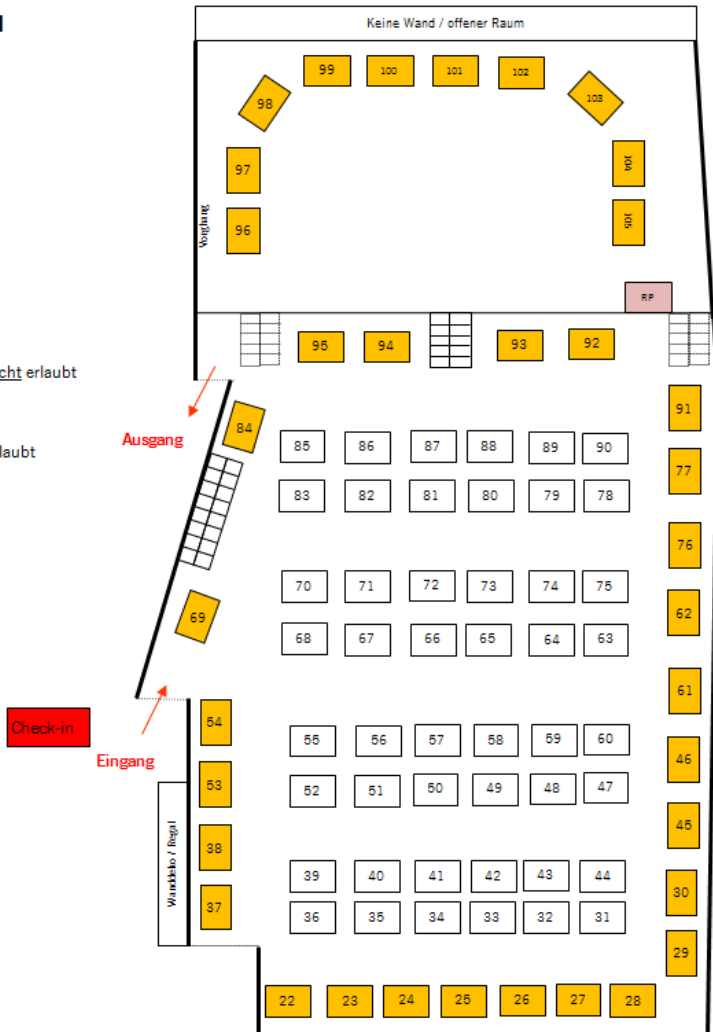 Keine Wand / offener Raum
99 100 101 102
98 103
97 104
96 105
Vorghang
RP
95 94 93 92
cht erlaubt
91
84
Ausgang
laubt
85 86 87 88 89 90
77
83 82 81 80 79 78
76
70 71 72 73 74 75
69 62
68 67 66 65 64 63
61
54
Check-in
55 56 57 58 59 60
Eingang
46
53
52 51 50 49 48 47
45
38
Wanddeko / Regal
39 40 41 42 43 44
30
37
36 35 34 33 32 31
29
22 23 24 25 26 27 28